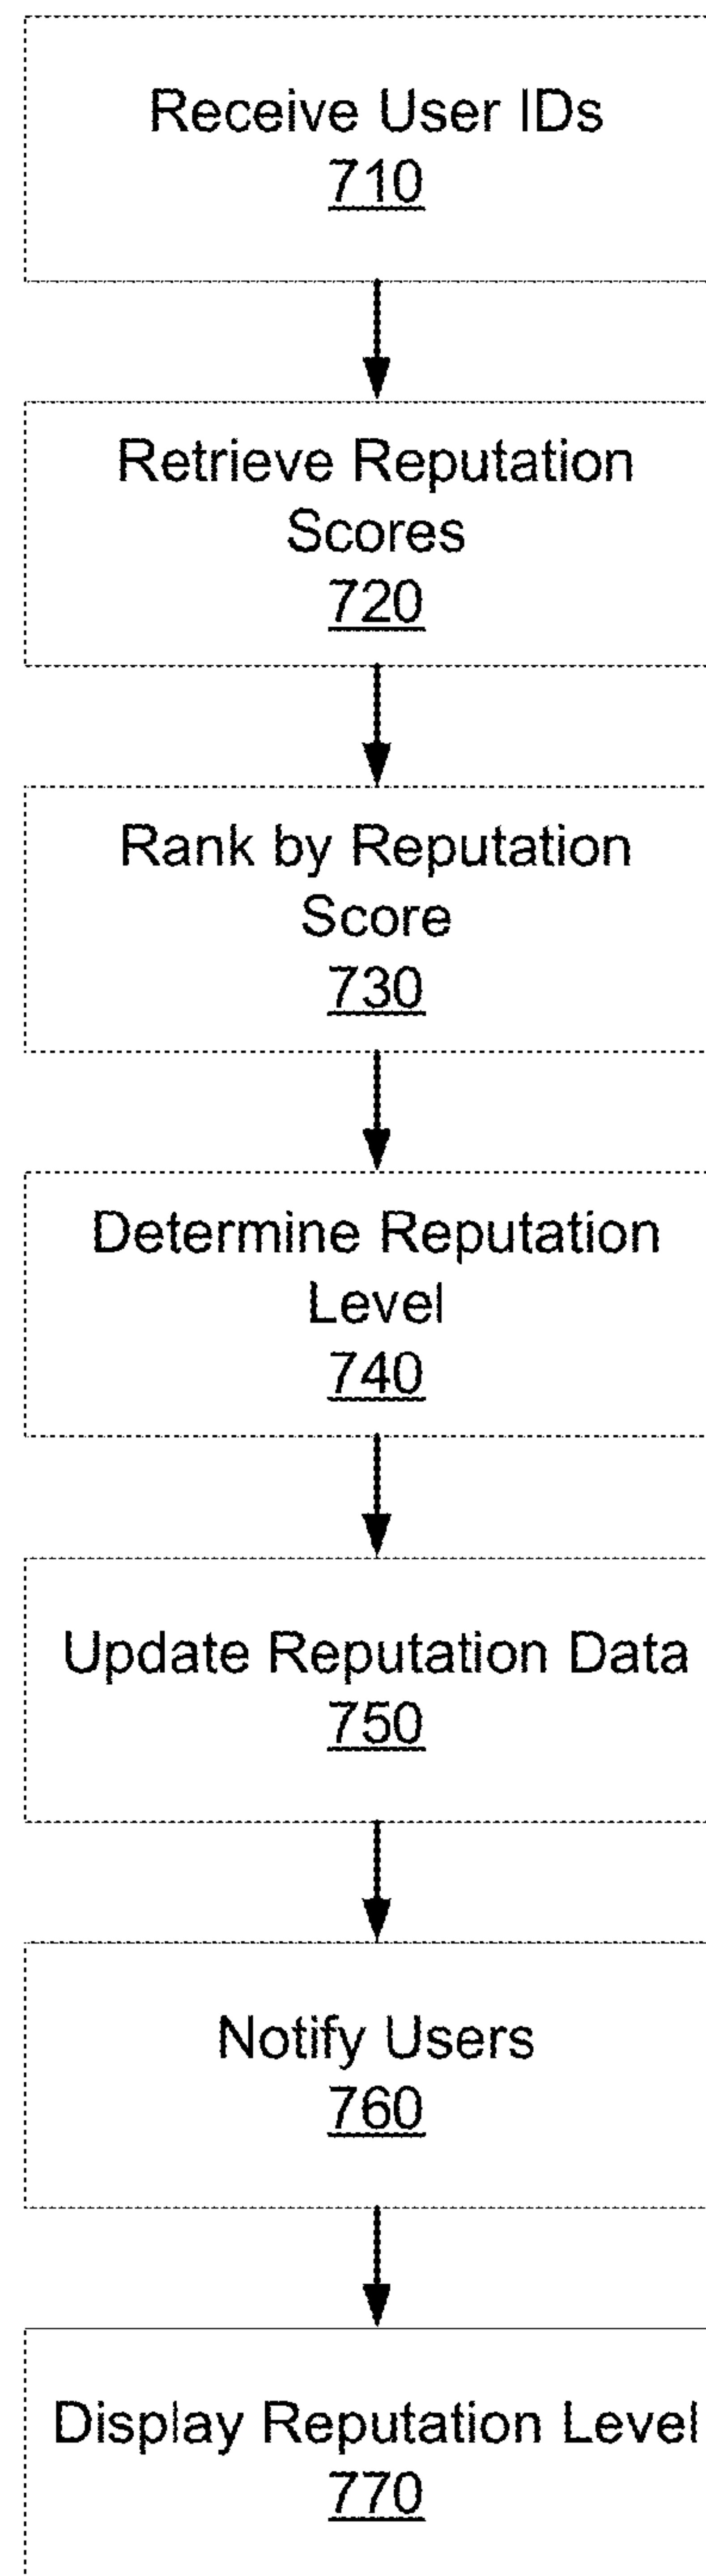 Receive User IDs
710
Retrieve Reputation
Scores
720
Rank by Reputation
Score
730
Determine Reputation
Level
740
Update Reputation Data
750
Notify Users
760
Display Reputation Level
770